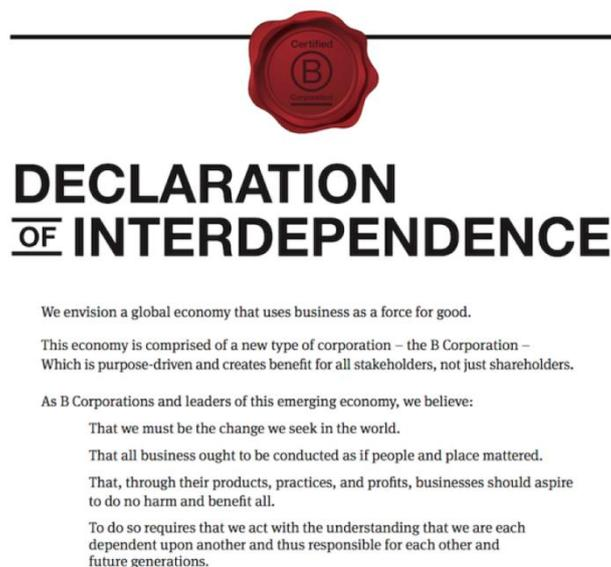 Certified
B
Corporation
DECLARATION
OF INTERDEPENDENCE
We envision a global economy that uses business as a force for good.
This economy is comprised of a new type of corporation – the B Corporation –
Which is purpose-driven and creates benefit for all stakeholders, not just shareholders.
As B Corporations and leaders of this emerging economy, we believe:
That we must be the change we seek in the world.
That all business ought to be conducted as if people and place mattered.
That, through their products, practices, and profits, businesses should aspire
to do no harm and benefit all.
To do so requires that we act with the understanding that we are each
dependent upon another and thus responsible for each other and
future generations.